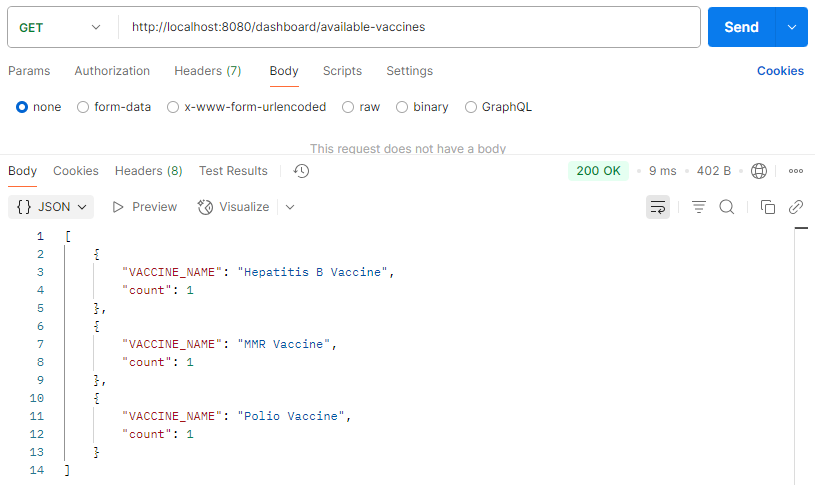 GET http://localhost:8080/dashboard/available-vaccines Send
Params Authorization Headers (7) Body Scripts Settings Cookies
none form-data x-www-form-urlencoded raw binary GraphQL
This request does not have a body
Body Cookies Headers (8) Test Results 200 OK • 9 ms • 402 B •
{} JSON Preview Visualize
1 [
2 {
3 "VACCINE_NAME": "Hepatitis B Vaccine",
4 "count": 1
5 },
6 {
7 "VACCINE_NAME": "MMR Vaccine",
8 "count": 1
9 },
10 {
11 "VACCINE_NAME": "Polio Vaccine",
12 "count": 1
13 }
14 ]